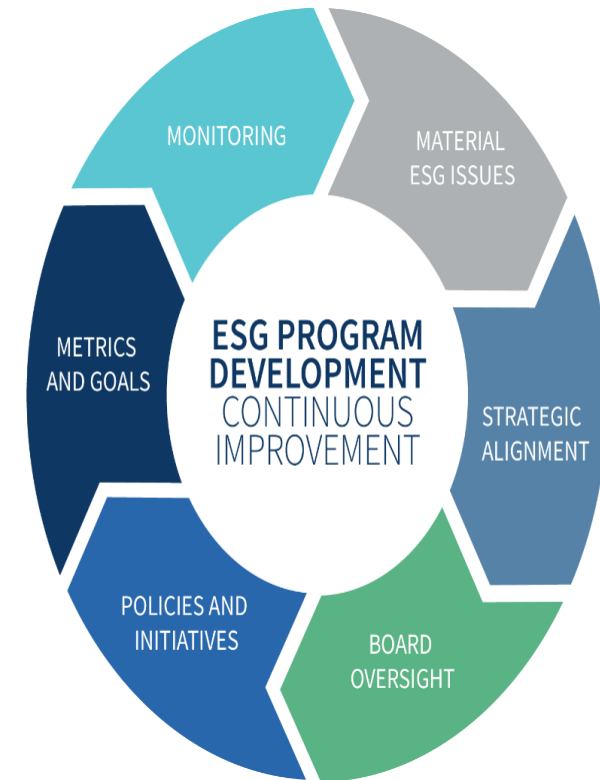 MONITORING
MATERIAL
ESG ISSUES
STRATEGIC
ALIGNMENT
BOARD
OVERSIGHT
POLICIES AND
INITIATIVES
METRICS
AND GOALS
ESG PROGRAM
DEVELOPMENT
CONTINUOUS
IMPROVEMENT